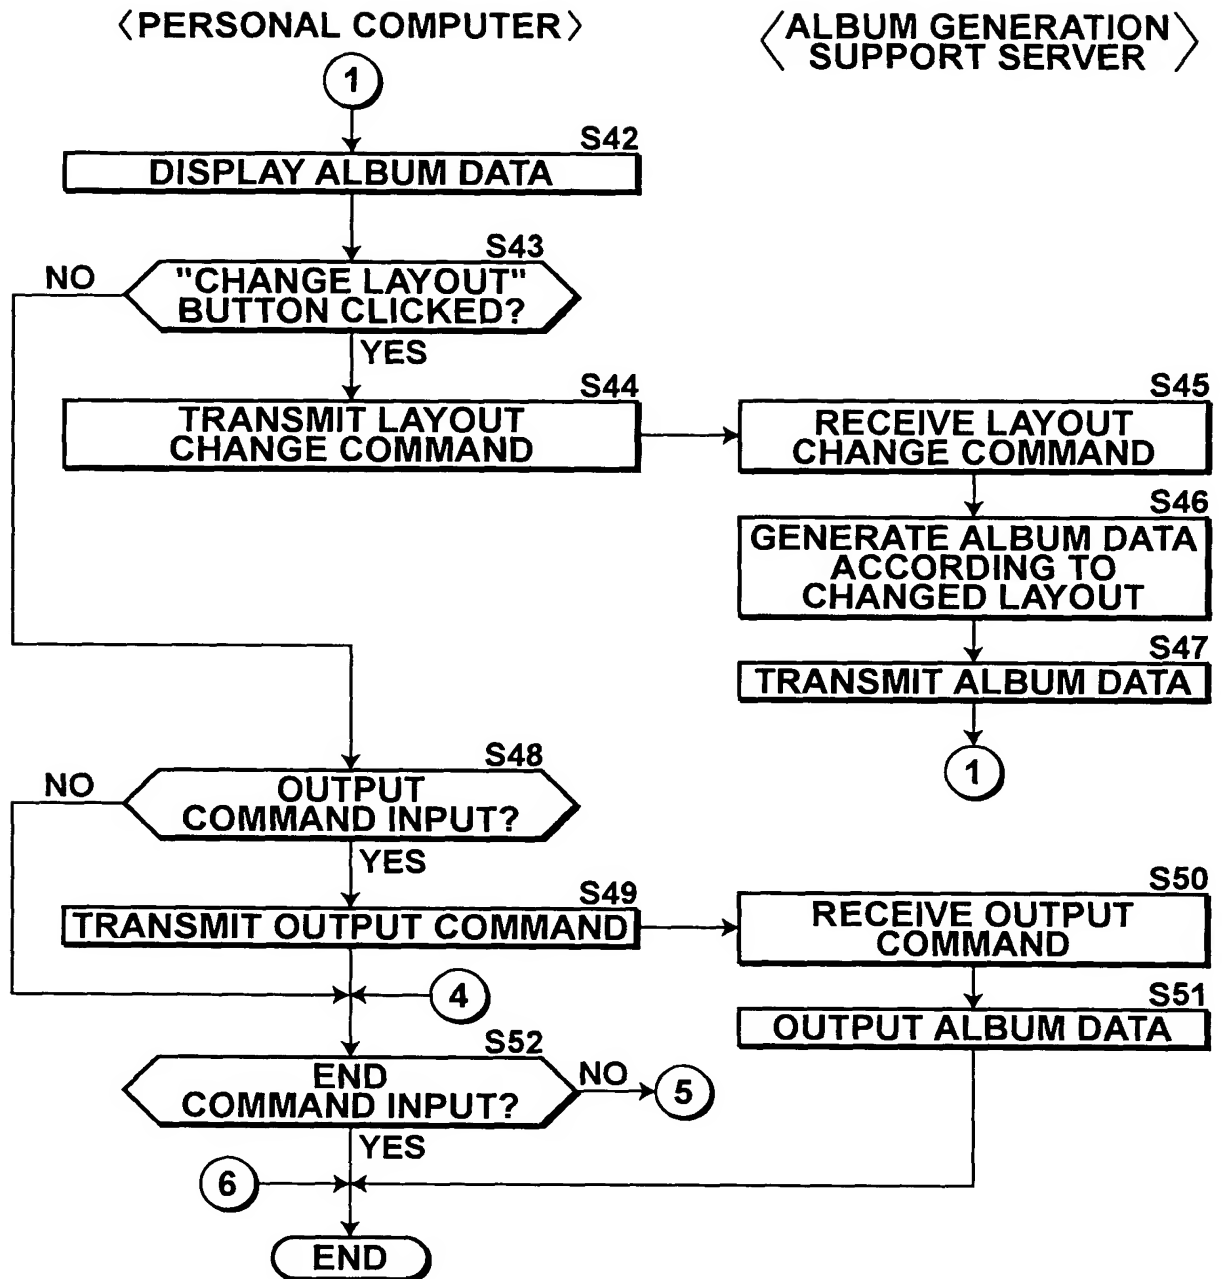 〈PERSONAL COMPUTER〉
〈ALBUM GENERATION
SUPPORT SERVER〉
1
S42
DISPLAY ALBUM DATA
S43
NO
"CHANGE LAYOUT"
BUTTON CLICKED?
YES
S44
TRANSMIT LAYOUT
CHANGE COMMAND
S45
RECEIVE LAYOUT
CHANGE COMMAND
S46
GENERATE ALBUM DATA
ACCORDING TO
CHANGED LAYOUT
S47
TRANSMIT ALBUM DATA
1
S48
NO
OUTPUT
COMMAND INPUT?
YES
S49
TRANSMIT OUTPUT COMMAND
S50
RECEIVE OUTPUT
COMMAND
4
S51
OUTPUT ALBUM DATA
S52
END
COMMAND INPUT?
NO
5
YES
6
END